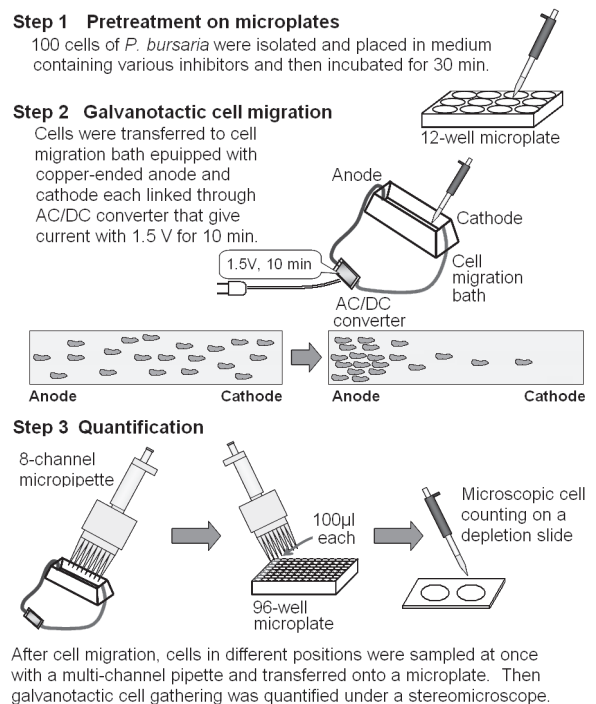 Step 1 Pretreatment on microplates
100 cells of P. bursaria were isolated and placed in medium
containing various inhibitors and then incubated for 30 min.
12-well microplate
Step 2 Galvanotactic cell migration
Cells were transferred to cell
migration bath epuipped with
copper-ended anode and
cathode each linked through
AC/DC converter that give
current with 1.5 V for 10 min.
Anode
Cathode
Cell
migration
bath
1.5V, 10 min
AC/DC
converter
Anode Cathode
Anode Cathode
Step 3 Quantification
8-channel
micropipette
100µl
each
96-well
microplate
Microscopic cell
counting on a
depletion slide
After cell migration, cells in different positions were sampled at once
with a multi-channel pipette and transferred onto a microplate. Then
galvanotactic cell gathering was quantified under a stereomicroscope.